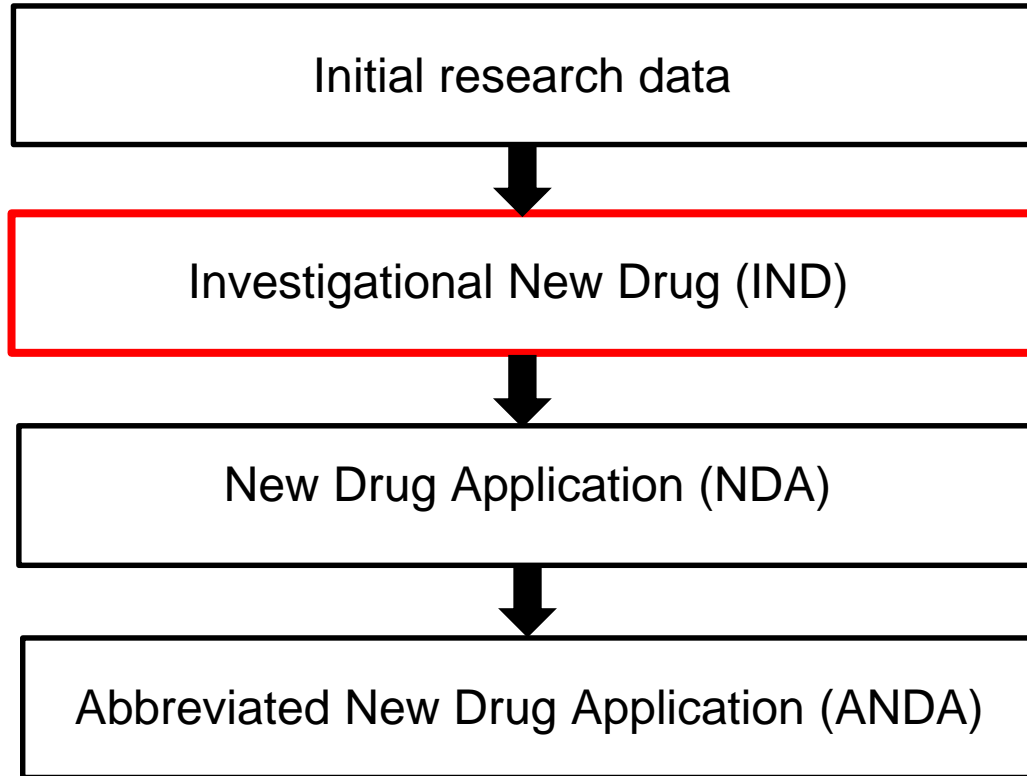 Initial research data
Investigational New Drug (IND)
New Drug Application (NDA)
Abbreviated New Drug Application (ANDA)